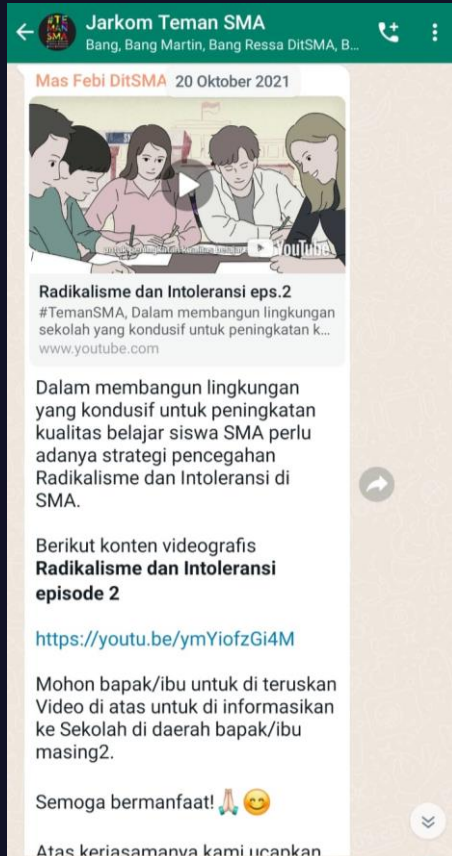 Jarkom Teman SMA
Bang, Bang Martin, Bang Ressa DitSMA, B...
Mas Febi DitSMA
20 Oktober 2021
untuk peningkatan kualitas belajar
YouTube
Radikalisme dan Intoleransi eps.2
#TemanSMA, Dalam membangun lingkungan
sekolah yang kondusif untuk peningkatan k...
www.youtube.com
Dalam membangun lingkungan
yang kondusif untuk peningkatan
kualitas belajar siswa SMA perlu
adanya strategi pencegahan
Radikalisme dan Intoleransi di
SMA.
Berikut konten videografis
Radikalisme dan Intoleransi
episode 2
https://youtu.be/ymYiofzGi4M
Mohon bapak/ibu untuk di teruskan
Video di atas untuk di informasikan
ke Sekolah di daerah bapak/ibu
masing2.
Semoga bermanfaat! 🙏🏻 😊
Atas kerjasamanya kami ucapkan